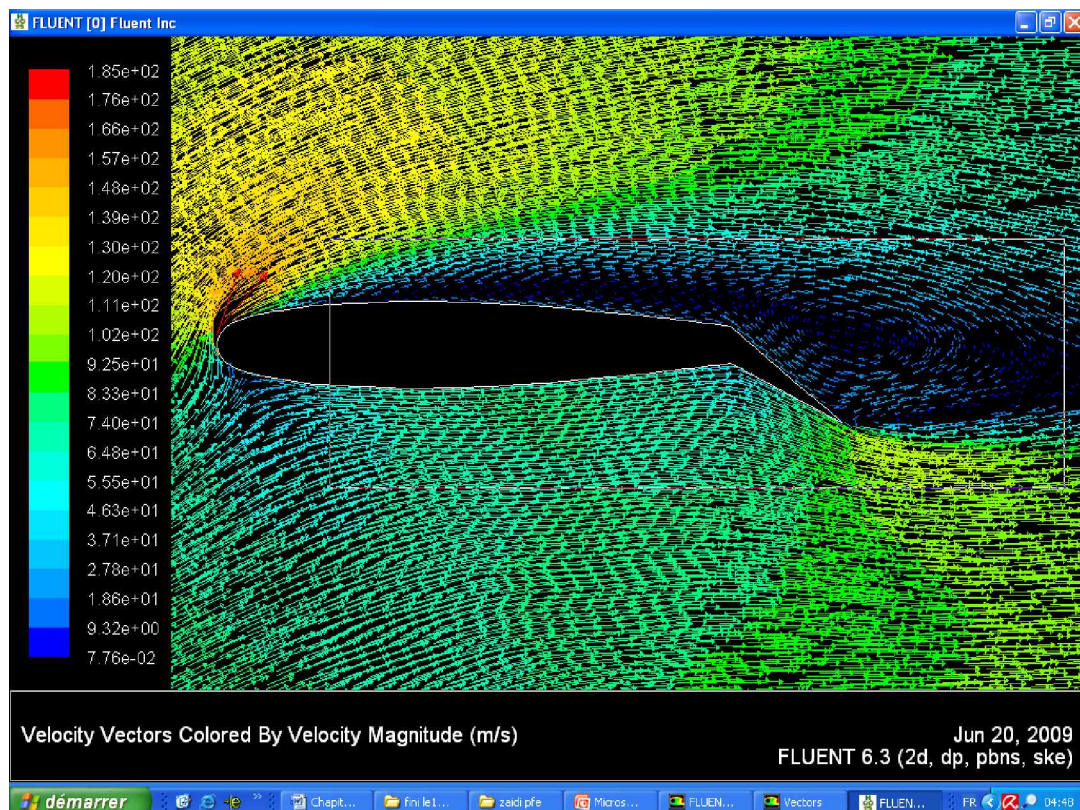 FLUENT [0] Fluent Inc
1.85e+02
1.76e+02
1.66e+02
1.57e+02
1.48e+02
1.39e+02
1.30e+02
1.20e+02
1.11e+02
1.02e+02
9.25e+01
8.33e+01
7.40e+01
6.48e+01
5.55e+01
4.63e+01
3.71e+01
2.78e+01
1.86e+01
9.32e+00
7.76e-02
Velocity Vectors Colored By Velocity Magnitude (m/s)
Jun 20, 2009
FLUENT 6.3 (2d, dp, pbns, ske)
démarrer
Chapit...
fini le1...
zaidi pfe
Micros...
FLUEN...
Vectors
FLUEN...
FR
04:48